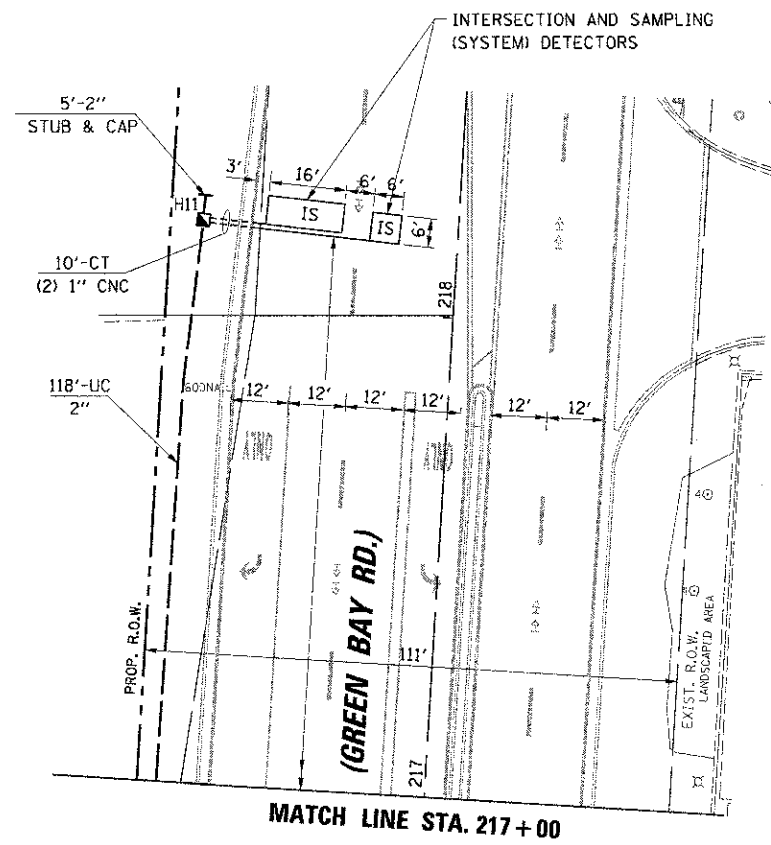 INTERSECTION AND SAMPLING
(SYSTEM) DETECTORS
5'-2"
STUB & CAP
3'
16'
6'
6'
H11
IS
IS
6'
10'-CT
(2) 1" CNC
218
118'-UC
2"
12'
12'
12'
12'
12'
12'
4
PROP. R.O.W.
(GREEN BAY RD.)
111'
EXIST. R.O.W.
LANDSCAPED AREA
217
MATCH LINE STA. 217+00